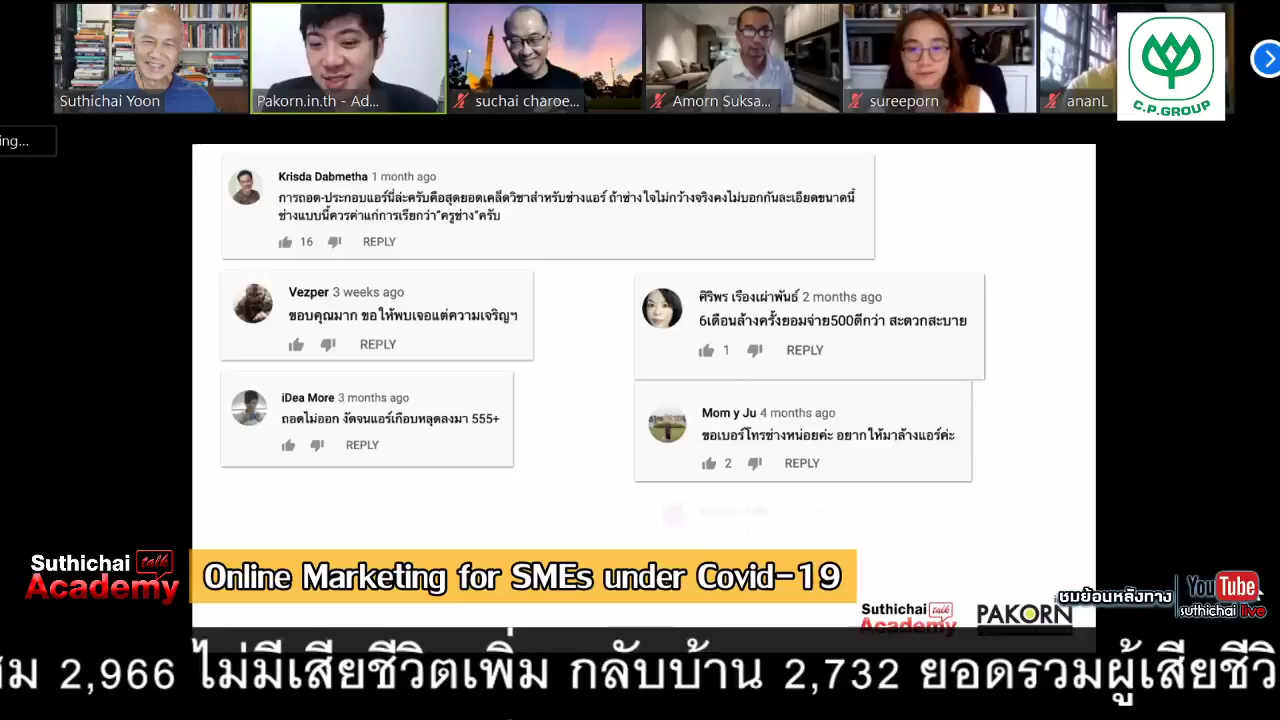 Suthichai Yoon
Pakorn.in.th - Ad...
suchai charoe...
Amorn Suksa...
sureeporn
ananL
C.P.GROUP
ing...
Krisda Dabmetha 1 month ago
การถอด-ประกอบแอร์นี่ล่ะครับคือสุดยอดเคล็ดวิชาสำหรับช่างแอร์ ถ้าช่างใจไม่กว้างจริงคงไม่บอกกันละเอียดขนาดนี้
ช่างแบบนี้ควรค่าแก่การเรียกว่า"ครูช่าง"ครับ
16 REPLY
Vezper 3 weeks ago
ขอบคุณมาก ขอให้พบเจอแต่ความเจริญฯ
REPLY
ศิริพร เรืองเผ่าพันธ์ 2 months ago
6เดือนล้างครั้งยอมจ่าย500ดีกว่า สะดวกสบาย
1 REPLY
iDea More 3 months ago
ถอดไม่ออก งัดจนแอร์เกือบหลุดลงมา 555+
REPLY
Mom y Ju 4 months ago
ขอเบอร์โทรช่างหน่อยค่ะ อยากให้มาล้างแอร์ค่ะ
2 REPLY
Suthichai talk
Academy
Online Marketing for SMEs under Covid-19
Suthichai talk
Academy
PAKORN
ชมย้อนหลังทาง
YouTube
suthichai live
สม 2,966 ไม่มีเสียชีวิตเพิ่ม กลับบ้าน 2,732 ยอดรวมผู้เสียชีวิ